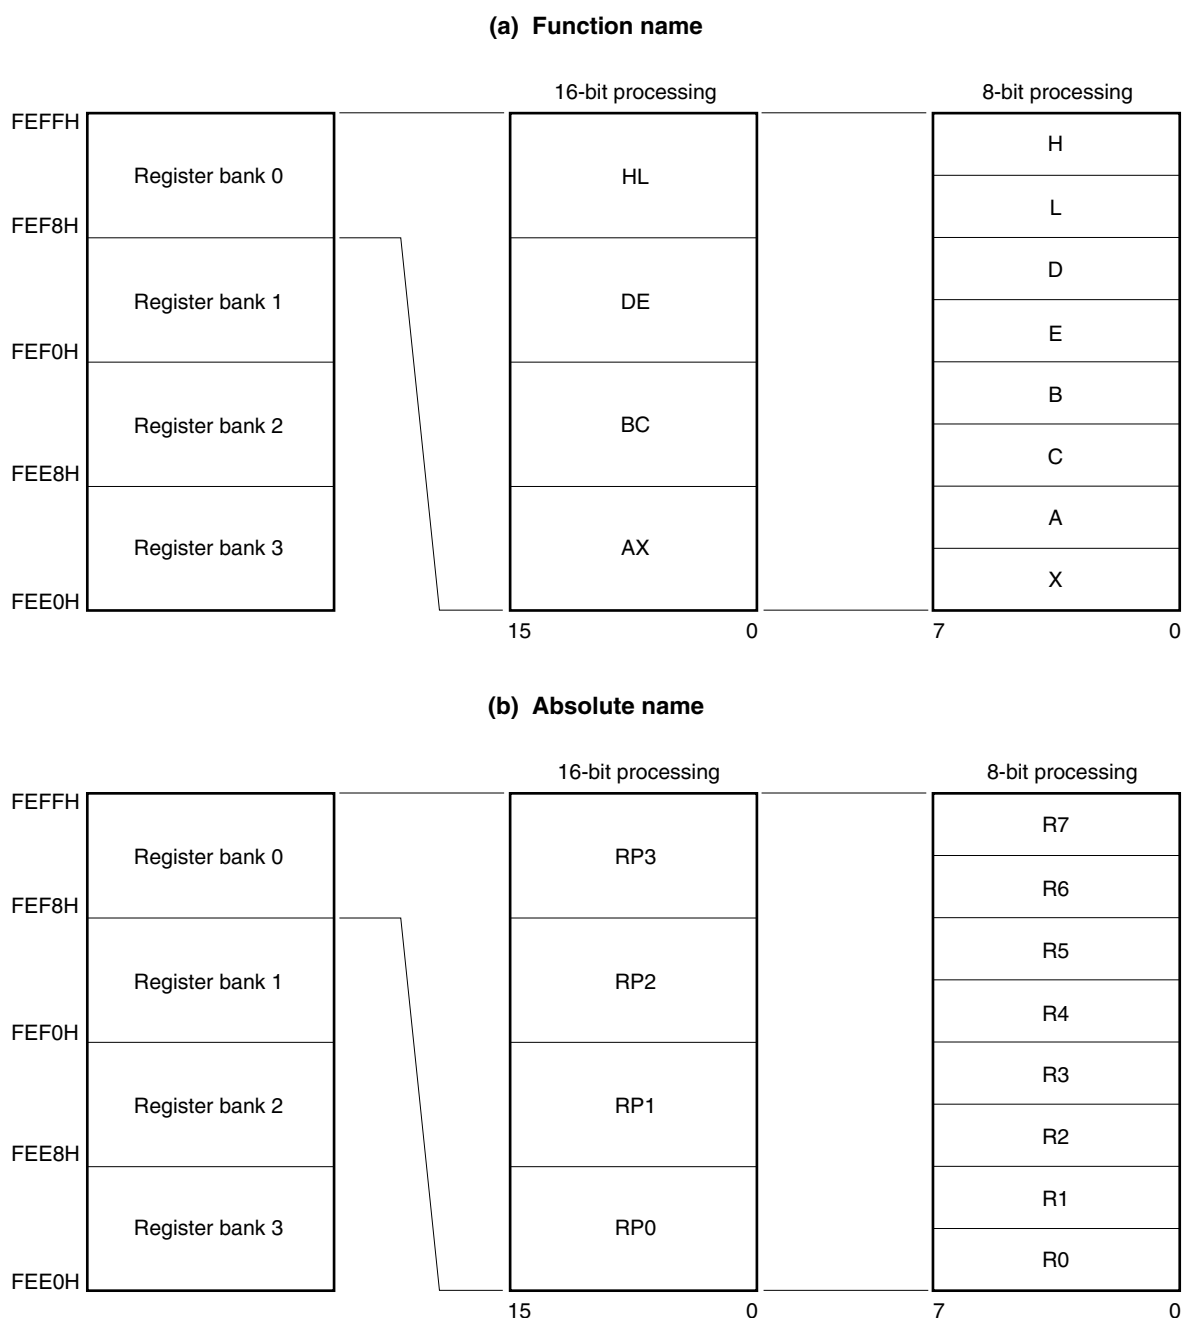 (a) Function name
16-bit processing
8-bit processing
FEFFH
Register bank 0
HL
H
L
FEF8H
Register bank 1
DE
D
E
FEF0H
Register bank 2
BC
B
C
FEE8H
Register bank 3
AX
A
X
FEE0H
15
0
7
0
(b) Absolute name
16-bit processing
8-bit processing
FEFFH
Register bank 0
RP3
R7
R6
FEF8H
Register bank 1
RP2
R5
R4
FEF0H
Register bank 2
RP1
R3
R2
FEE8H
Register bank 3
RP0
R1
R0
FEE0H
15
0
7
0